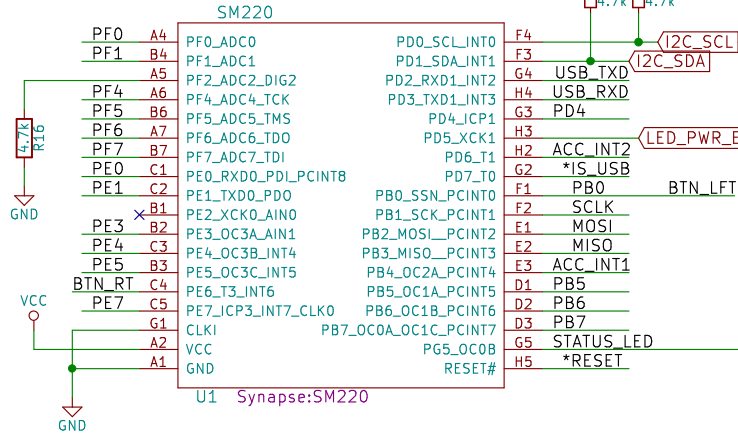 SM220
4.7k 4.7k
PF0 A4 PF0_ADC0 PD0_SCL_INT0 F4 I2C_SCL
PF1 B4 PF1_ADC1 PD1_SDA_INT1 F3 I2C_SDA
A5 PF2_ADC2_DIG2 PD2_RXD1_INT2 G4 USB_TXD
PF4 A6 PF4_ADC4_TCK PD3_TXD1_INT3 H4 USB_RXD
PF5 B6 PF5_ADC5_TMS PD4_ICP1 G3 PD4
PF6 A7 PF6_ADC6_TDO PD5_XCK1 H3 LED_PWR_E
PF7 B7 PF7_ADC7_TDI PD6_T1 H2 ACC_INT2
PE0 C1 PE0_RXD0_PDI_PCINT8 PD7_T0 G2 *IS_USB
PE1 C2 PE1_TXD0_PDO PB0_SSN_PCINT0 F1 PB0 BTN_LFT
B1 PE2_XCK0_AIN0 PB1_SCK_PCINT1 F2 SCLK
PE3 B2 PE3_OC3A_AIN1 PB2_MOSI__PCINT2 E1 MOSI
PE4 C3 PE4_OC3B_INT4 PB3_MISO__PCINT3 E2 MISO
PE5 B3 PE5_OC3C_INT5 PB4_OC2A_PCINT4 E3 ACC_INT1
BTN_RT C4 PE6_T3_INT6 PB5_OC1A_PCINT5 D1 PB5
PE7 C5 PE7_ICP3_INT7_CLK0 PB6_OC1B_PCINT6 D2 PB6
G1 CLKI PB7_OC0A_OC1C_PCINT7 D3 PB7
A2 VCC PG5_OC0B G5 STATUS_LED
A1 GND RESET# H5 *RESET
U1 Synapse:SM220
4.7k R16
GND
VCC
GND